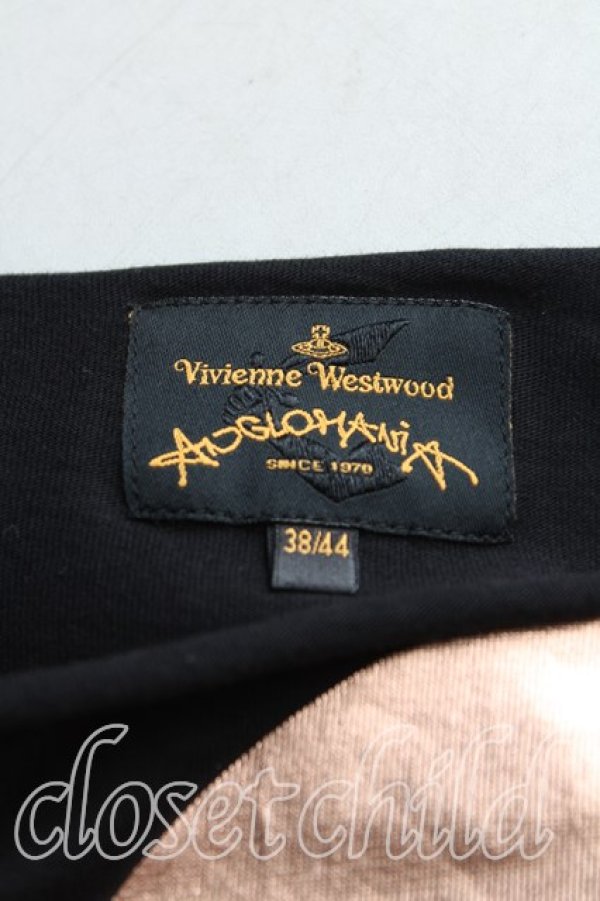 Vivienne Westwood
ANGLOMANIA
SINCE 1970
38/44
closet child